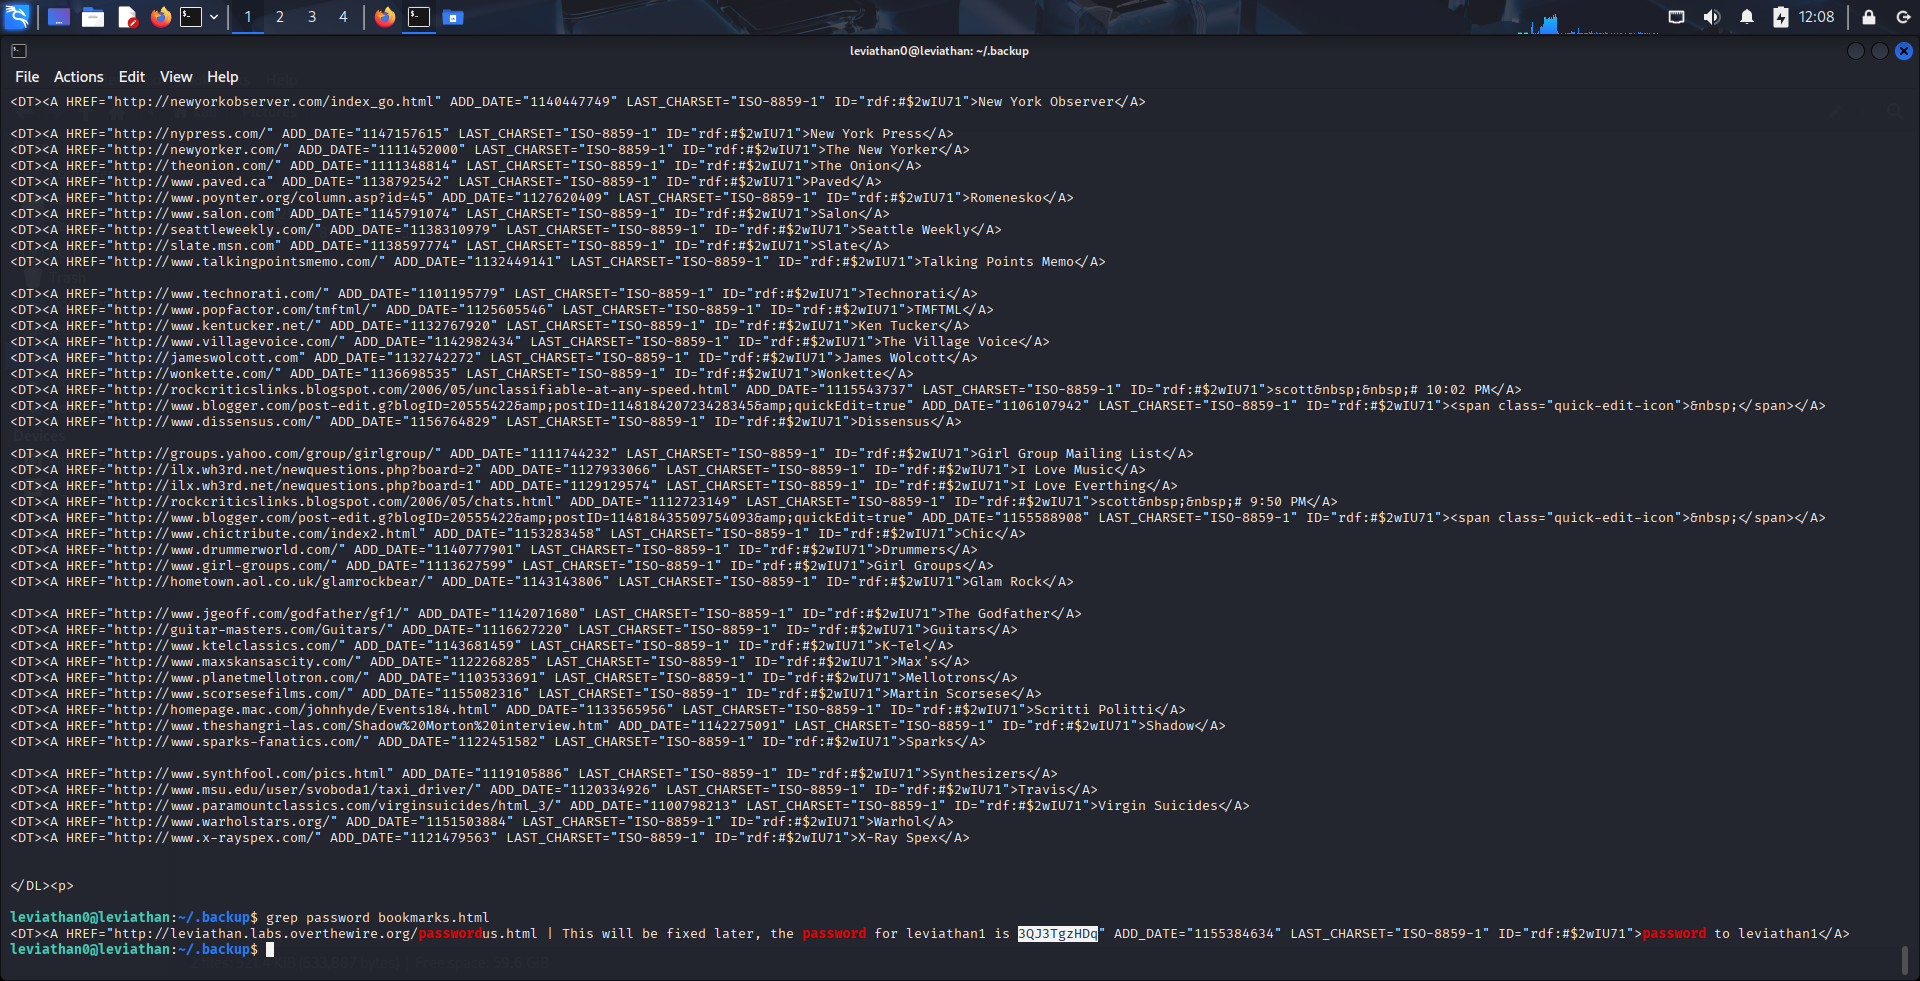 1 2 3 4 12:08
leviathan0@leviathan: ~/.backup
File Actions Edit View Help
<DT><A HREF="http://newyorkobserver.com/index_go.html" ADD_DATE="1140447749" LAST_CHARSET="ISO-8859-1" ID="rdf:#$2wIU71">New York Observer</A>
<DT><A HREF="http://nypress.com/" ADD_DATE="1147157615" LAST_CHARSET="ISO-8859-1" ID="rdf:#$2wIU71">New York Press</A>
<DT><A HREF="http://newyorker.com/" ADD_DATE="1111452000" LAST_CHARSET="ISO-8859-1" ID="rdf:#$2wIU71">The New Yorker</A>
<DT><A HREF="http://theonion.com/" ADD_DATE="1111348814" LAST_CHARSET="ISO-8859-1" ID="rdf:#$2wIU71">The Onion</A>
<DT><A HREF="http://www.paved.ca" ADD_DATE="1138792542" LAST_CHARSET="ISO-8859-1" ID="rdf:#$2wIU71">Paved</A>
<DT><A HREF="http://www.poynter.org/column.asp?id=45" ADD_DATE="1127620409" LAST_CHARSET="ISO-8859-1" ID="rdf:#$2wIU71">Romenesko</A>
<DT><A HREF="http://www.salon.com" ADD_DATE="1145791074" LAST_CHARSET="ISO-8859-1" ID="rdf:#$2wIU71">Salon</A>
<DT><A HREF="http://seattleweekly.com/" ADD_DATE="1138310979" LAST_CHARSET="ISO-8859-1" ID="rdf:#$2wIU71">Seattle Weekly</A>
<DT><A HREF="http://slate.msn.com" ADD_DATE="1138597774" LAST_CHARSET="ISO-8859-1" ID="rdf:#$2wIU71">Slate</A>
<DT><A HREF="http://www.talkingpointsmemo.com/" ADD_DATE="1132449141" LAST_CHARSET="ISO-8859-1" ID="rdf:#$2wIU71">Talking Points Memo</A>
<DT><A HREF="http://www.technorati.com/" ADD_DATE="1101195779" LAST_CHARSET="ISO-8859-1" ID="rdf:#$2wIU71">Technorati</A>
<DT><A HREF="http://www.popfactor.com/tmftml/" ADD_DATE="1125605546" LAST_CHARSET="ISO-8859-1" ID="rdf:#$2wIU71">TMFTML</A>
<DT><A HREF="http://www.kentucker.net/" ADD_DATE="1132767920" LAST_CHARSET="ISO-8859-1" ID="rdf:#$2wIU71">Ken Tucker</A>
<DT><A HREF="http://www.villagevoice.com/" ADD_DATE="1142982434" LAST_CHARSET="ISO-8859-1" ID="rdf:#$2wIU71">The Village Voice</A>
<DT><A HREF="http://jameswolcott.com" ADD_DATE="1132742272" LAST_CHARSET="ISO-8859-1" ID="rdf:#$2wIU71">James Wolcott</A>
<DT><A HREF="http://wonkette.com/" ADD_DATE="1136698535" LAST_CHARSET="ISO-8859-1" ID="rdf:#$2wIU71">Wonkette</A>
<DT><A HREF="http://rockcriticslinks.blogspot.com/2006/05/unclassifiable-at-any-speed.html" ADD_DATE="1115543737" LAST_CHARSET="ISO-8859-1" ID="rdf:#$2wIU71">scott&nbsp;&nbsp;# 10:02 PM</A>
<DT><A HREF="http://www.blogger.com/post-edit.g?blogID=20555422&amp;postID=114818420723428345&amp;quickEdit=true" ADD_DATE="1106107942" LAST_CHARSET="ISO-8859-1" ID="rdf:#$2wIU71"><span class="quick-edit-icon">&nbsp;</span></A>
<DT><A HREF="http://www.dissensus.com/" ADD_DATE="1156764829" LAST_CHARSET="ISO-8859-1" ID="rdf:#$2wIU71">Dissensus</A>
<DT><A HREF="http://groups.yahoo.com/group/girlgroup/" ADD_DATE="1111744232" LAST_CHARSET="ISO-8859-1" ID="rdf:#$2wIU71">Girl Group Mailing List</A>
<DT><A HREF="http://ilx.wh3rd.net/newquestions.php?board=2" ADD_DATE="1127933066" LAST_CHARSET="ISO-8859-1" ID="rdf:#$2wIU71">I Love Music</A>
<DT><A HREF="http://ilx.wh3rd.net/newquestions.php?board=1" ADD_DATE="1129129574" LAST_CHARSET="ISO-8859-1" ID="rdf:#$2wIU71">I Love Everthing</A>
<DT><A HREF="http://rockcriticslinks.blogspot.com/2006/05/chats.html" ADD_DATE="1112723149" LAST_CHARSET="ISO-8859-1" ID="rdf:#$2wIU71">scott&nbsp;&nbsp;# 9:50 PM</A>
<DT><A HREF="http://www.blogger.com/post-edit.g?blogID=20555422&amp;postID=114818435509754093&amp;quickEdit=true" ADD_DATE="1155588908" LAST_CHARSET="ISO-8859-1" ID="rdf:#$2wIU71"><span class="quick-edit-icon">&nbsp;</span></A>
<DT><A HREF="http://www.chictribute.com/index2.html" ADD_DATE="1153283458" LAST_CHARSET="ISO-8859-1" ID="rdf:#$2wIU71">Chic</A>
<DT><A HREF="http://www.drummerworld.com/" ADD_DATE="1140777901" LAST_CHARSET="ISO-8859-1" ID="rdf:#$2wIU71">Drummers</A>
<DT><A HREF="http://www.girl-groups.com/" ADD_DATE="1113627599" LAST_CHARSET="ISO-8859-1" ID="rdf:#$2wIU71">Girl Groups</A>
<DT><A HREF="http://hometown.aol.co.uk/glamrockbear/" ADD_DATE="1143143806" LAST_CHARSET="ISO-8859-1" ID="rdf:#$2wIU71">Glam Rock</A>
<DT><A HREF="http://www.jgeoff.com/godfather/gf1/" ADD_DATE="1142071680" LAST_CHARSET="ISO-8859-1" ID="rdf:#$2wIU71">The Godfather</A>
<DT><A HREF="http://guitar-masters.com/Guitars/" ADD_DATE="1116627220" LAST_CHARSET="ISO-8859-1" ID="rdf:#$2wIU71">Guitars</A>
<DT><A HREF="http://www.ktelclassics.com/" ADD_DATE="1143681459" LAST_CHARSET="ISO-8859-1" ID="rdf:#$2wIU71">K-Tel</A>
<DT><A HREF="http://www.maxskansascity.com/" ADD_DATE="1122268285" LAST_CHARSET="ISO-8859-1" ID="rdf:#$2wIU71">Max's</A>
<DT><A HREF="http://www.planetmellotron.com/" ADD_DATE="1103533691" LAST_CHARSET="ISO-8859-1" ID="rdf:#$2wIU71">Mellotrons</A>
<DT><A HREF="http://www.scorsesefilms.com/" ADD_DATE="1155082316" LAST_CHARSET="ISO-8859-1" ID="rdf:#$2wIU71">Martin Scorsese</A>
<DT><A HREF="http://homepage.mac.com/johnhyde/Events184.html" ADD_DATE="1133565956" LAST_CHARSET="ISO-8859-1" ID="rdf:#$2wIU71">Scritti Politti</A>
<DT><A HREF="http://www.theshangri-las.com/Shadow%20Morton%20interview.htm" ADD_DATE="1142275091" LAST_CHARSET="ISO-8859-1" ID="rdf:#$2wIU71">Shadow</A>
<DT><A HREF="http://www.sparks-fanatics.com/" ADD_DATE="1122451582" LAST_CHARSET="ISO-8859-1" ID="rdf:#$2wIU71">Sparks</A>
<DT><A HREF="http://www.synthfool.com/pics.html" ADD_DATE="1119105886" LAST_CHARSET="ISO-8859-1" ID="rdf:#$2wIU71">Synthesizers</A>
<DT><A HREF="http://www.msu.edu/user/svoboda1/taxi_driver/" ADD_DATE="1120334926" LAST_CHARSET="ISO-8859-1" ID="rdf:#$2wIU71">Travis</A>
<DT><A HREF="http://www.paramountclassics.com/virginsuicides/html_3/" ADD_DATE="1100798213" LAST_CHARSET="ISO-8859-1" ID="rdf:#$2wIU71">Virgin Suicides</A>
<DT><A HREF="http://www.warholstars.org/" ADD_DATE="1151503884" LAST_CHARSET="ISO-8859-1" ID="rdf:#$2wIU71">Warhol</A>
<DT><A HREF="http://www.x-rayspex.com/" ADD_DATE="1121479563" LAST_CHARSET="ISO-8859-1" ID="rdf:#$2wIU71">X-Ray Spex</A>
</DL><p>
leviathan0@leviathan:~/.backup$ grep password bookmarks.html
<DT><A HREF="http://leviathan.labs.overthewire.org/passwordus.html | This will be fixed later, the password for leviathan1 is 3QJ3TgzHDq" ADD_DATE="1155384634" LAST_CHARSET="ISO-8859-1" ID="rdf:#$2wIU71">password to leviathan1</A>
leviathan0@leviathan:~/.backup$